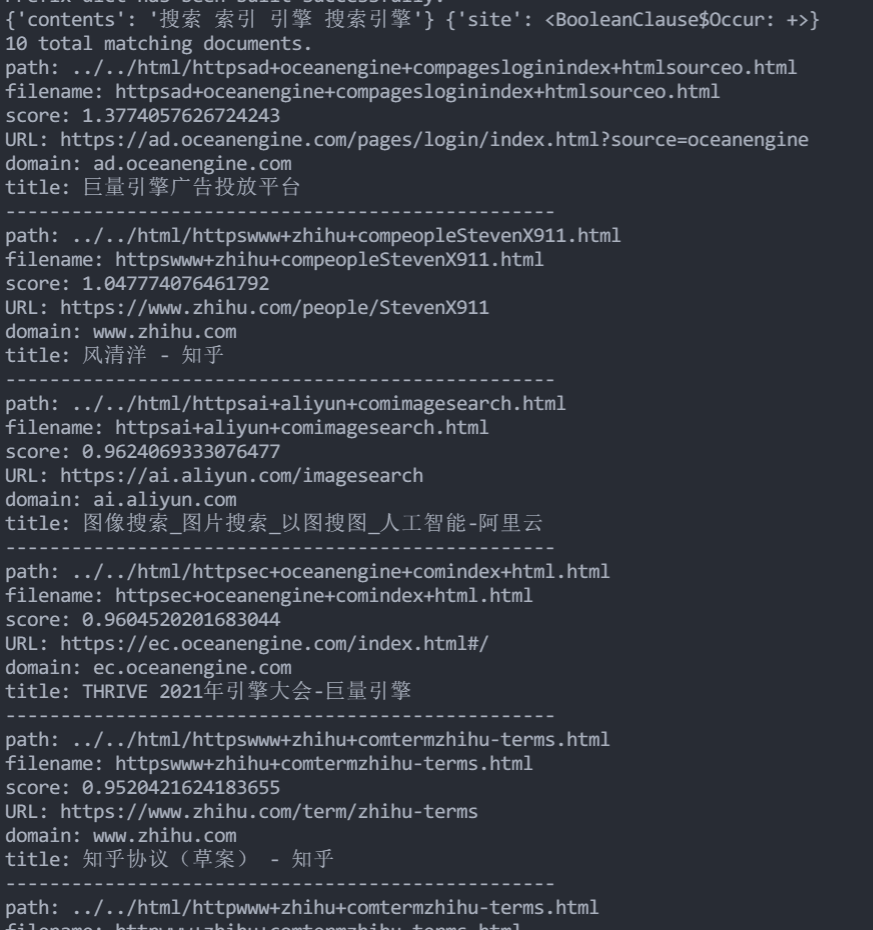 {'contents': '搜索 索引 引擎 搜索引擎'} {'site': <BooleanClause$Occur: +>}
10 total matching documents.
path: ../../html/httpsad+oceanengine+compagesloginindex+htmlsourceo.html
filename: httpsad+oceanengine+compagesloginindex+htmlsourceo.html
score: 1.3774057626724243
URL: https://ad.oceanengine.com/pages/login/index.html?source=oceanengine
domain: ad.oceanengine.com
title: 巨量引擎广告投放平台
--------------------------------------------------
path: ../../html/httpswww+zhihu+compeopleStevenX911.html
filename: httpswww+zhihu+compeopleStevenX911.html
score: 1.047774076461792
URL: https://www.zhihu.com/people/StevenX911
domain: www.zhihu.com
title: 风清洋 - 知乎
--------------------------------------------------
path: ../../html/httpsai+aliyun+comimagesearch.html
filename: httpsai+aliyun+comimagesearch.html
score: 0.9624069333076477
URL: https://ai.aliyun.com/imagesearch
domain: ai.aliyun.com
title: 图像搜索_图片搜索_以图搜图_人工智能-阿里云
--------------------------------------------------
path: ../../html/httpsec+oceanengine+comindex+html.html
filename: httpsec+oceanengine+comindex+html.html
score: 0.9604520201683044
URL: https://ec.oceanengine.com/index.html#/
domain: ec.oceanengine.com
title: THRIVE 2021年引擎大会-巨量引擎
--------------------------------------------------
path: ../../html/httpswww+zhihu+comtermzhihu-terms.html
filename: httpswww+zhihu+comtermzhihu-terms.html
score: 0.9520421624183655
URL: https://www.zhihu.com/term/zhihu-terms
domain: www.zhihu.com
title: 知乎协议（草案） - 知乎
--------------------------------------------------
path: ../../html/httpwww+zhihu+comtermzhihu-terms.html